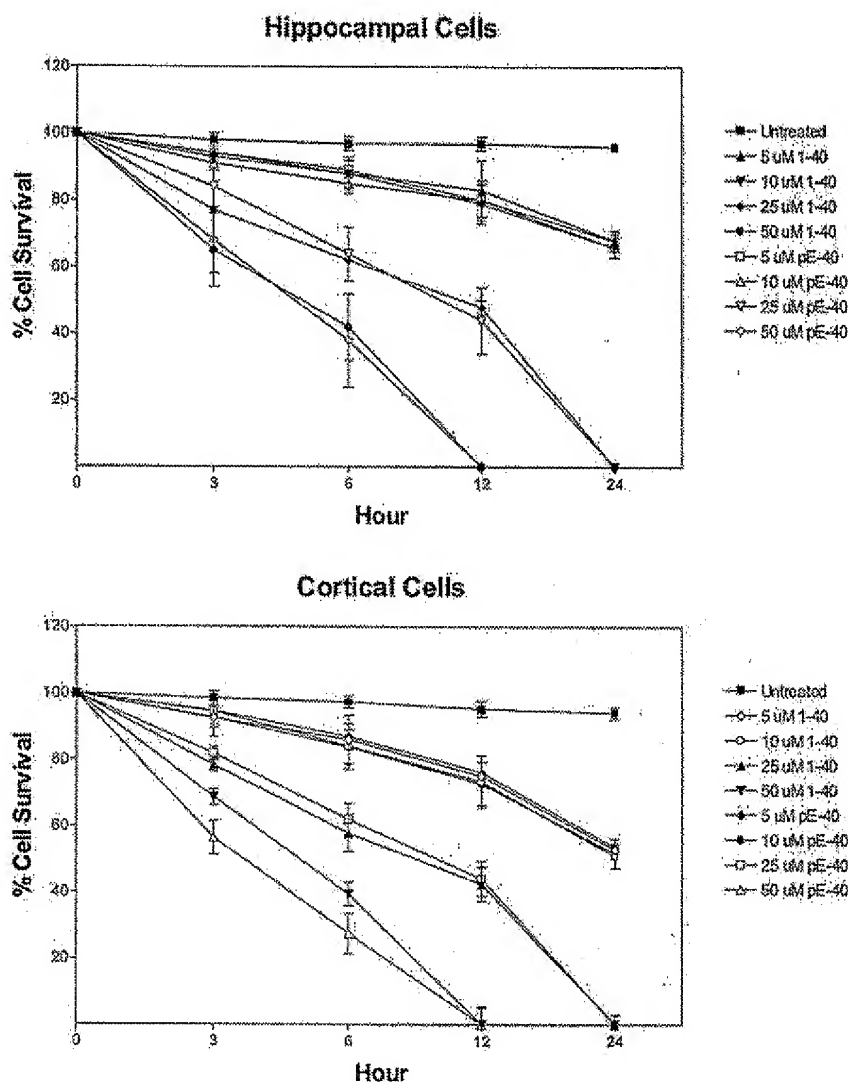 Hippocampal Cells
120
100
80
60
40
20
% Cell Survival
0 3 6 12 24
Hour
Untreated
5 uM 1-40
10 uM 1-40
25 uM 1-40
50 uM 1-40
5 uM pE-40
10 uM pE-40
25 uM pE-40
50 uM pE-40
Cortical Cells
120
100
80
60
40
20
% Cell Survival
0 3 6 12 24
Hour
Untreated
5 uM 1-40
10 uM 1-40
25 uM 1-40
50 uM 1-40
5 uM pE-40
10 uM pE-40
25 uM pE-40
50 uM pE-40